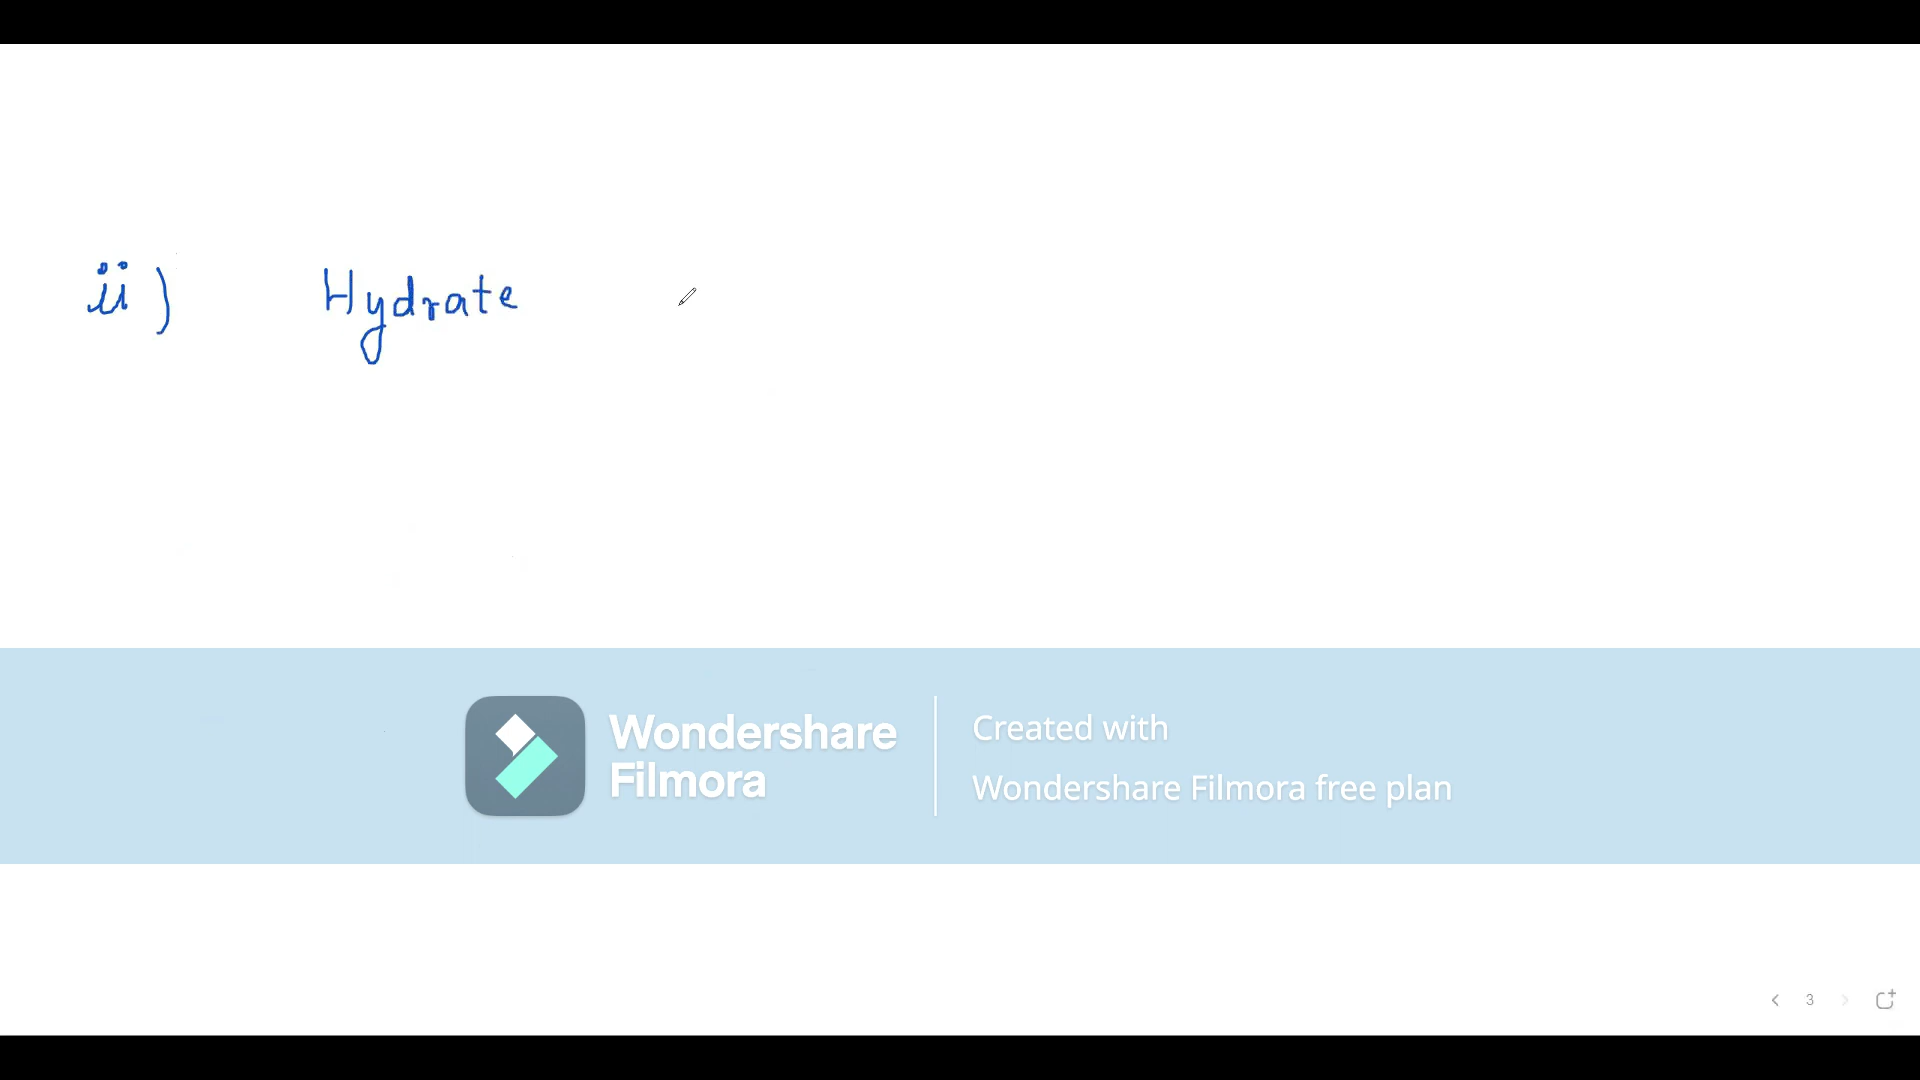 ii) Hydrate
Wondershare
Filmora
Created with
Wondershare Filmora free plan
3